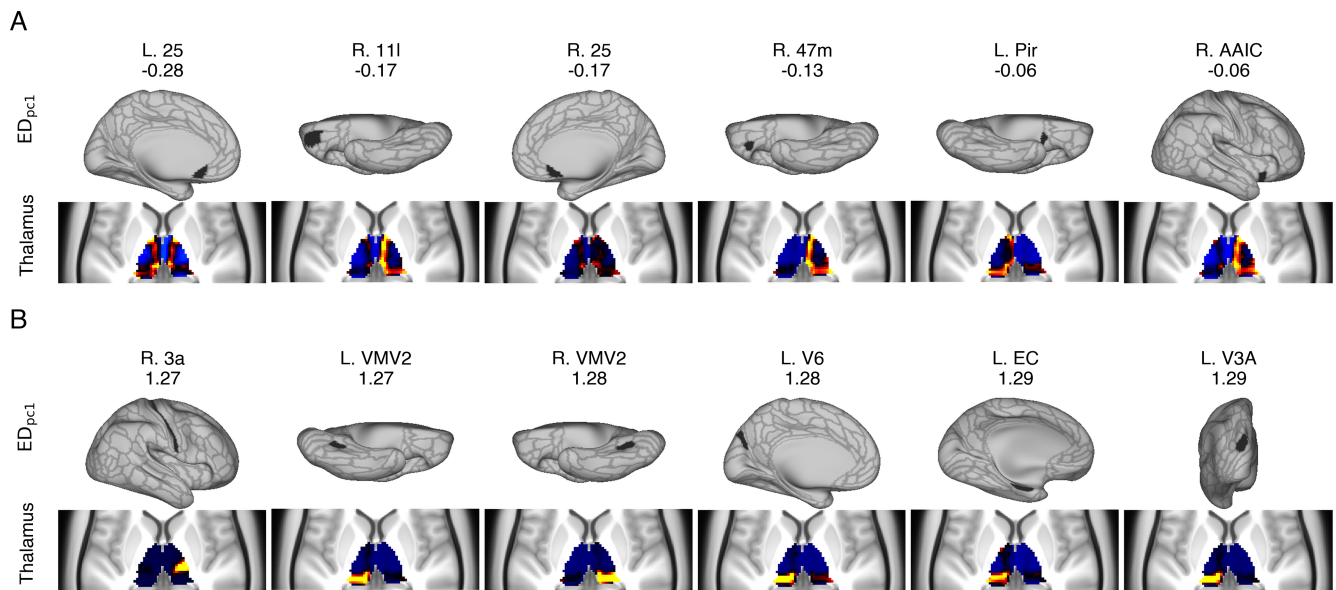 A
L. 25
-0.28
R. 11l
-0.17
R. 25
-0.17
R. 47m
-0.13
L. Pir
-0.06
R. AAIC
-0.06
EDpc1
Thalamus
B
R. 3a
1.27
L. VMV2
1.27
R. VMV2
1.28
L. V6
1.28
L. EC
1.29
L. V3A
1.29
EDpc1
Thalamus